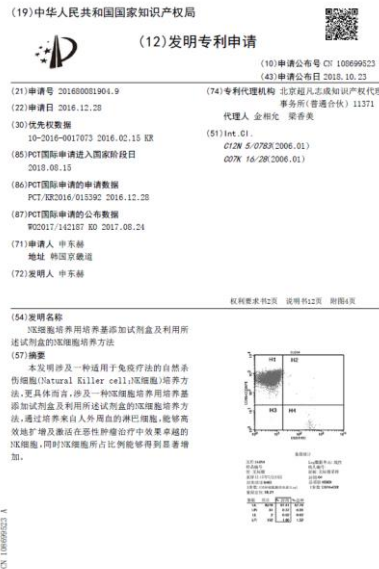 (19)中华人民共和国国家知识产权局
(12)发明专利申请
(10)申请公布号 CN 108699523
(43)申请公布日 2018.10.23
(21)申请号 201680081904.9
(22)申请日 2016.12.28
(30)优先权数据
10-2016-0017073 2016.02.15 KR
(85)PCT国际申请进入国家阶段日
2018.08.15
(86)PCT国际申请的申请数据
PCT/KR2016/015392 2016.12.28
(87)PCT国际申请的公布数据
WO2017/142187 KO 2017.08.24
(71)申请人 申东赫
地址 韩国京畿道
(72)发明人 申东赫
(74)专利代理机构 北京超凡志成知识产权代理
事务所(普通合伙) 11371
代理人 金相允 梁香美
(51)Int.Cl.
C12N 5/0783(2006.01)
C07K 16/28(2006.01)
权利要求书2页 说明书12页 附图4页
(54)发明名称
NK细胞培养用培养基添加试剂盒及利用所
述试剂盒的NK细胞培养方法
(57)摘要
本发明涉及一种适用于免疫疗法的自然杀
伤细胞(Natural Killer cell;NK细胞)培养方
法,更具体而言,涉及一种NK细胞培养用培养基
添加试剂盒及利用所述试剂盒的NK细胞培养方
法,通过培养来自人外周血的淋巴细胞,能够高
效地扩增及激活在恶性肿瘤治疗中效果卓越的
NK细胞,同时NK细胞所占比例能够得到显著增
加。
H1 H2
H3 H4
CN 108699523 A